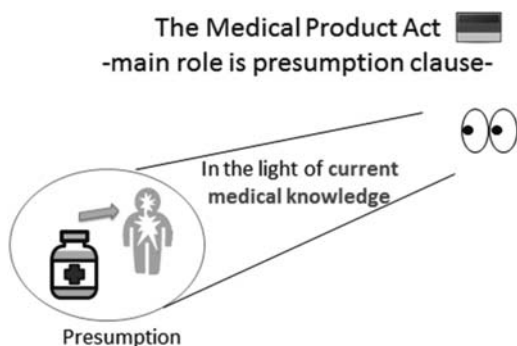 The Medical Product Act
-main role is presumption clause-
In the light of current
medical knowledge
Presumption